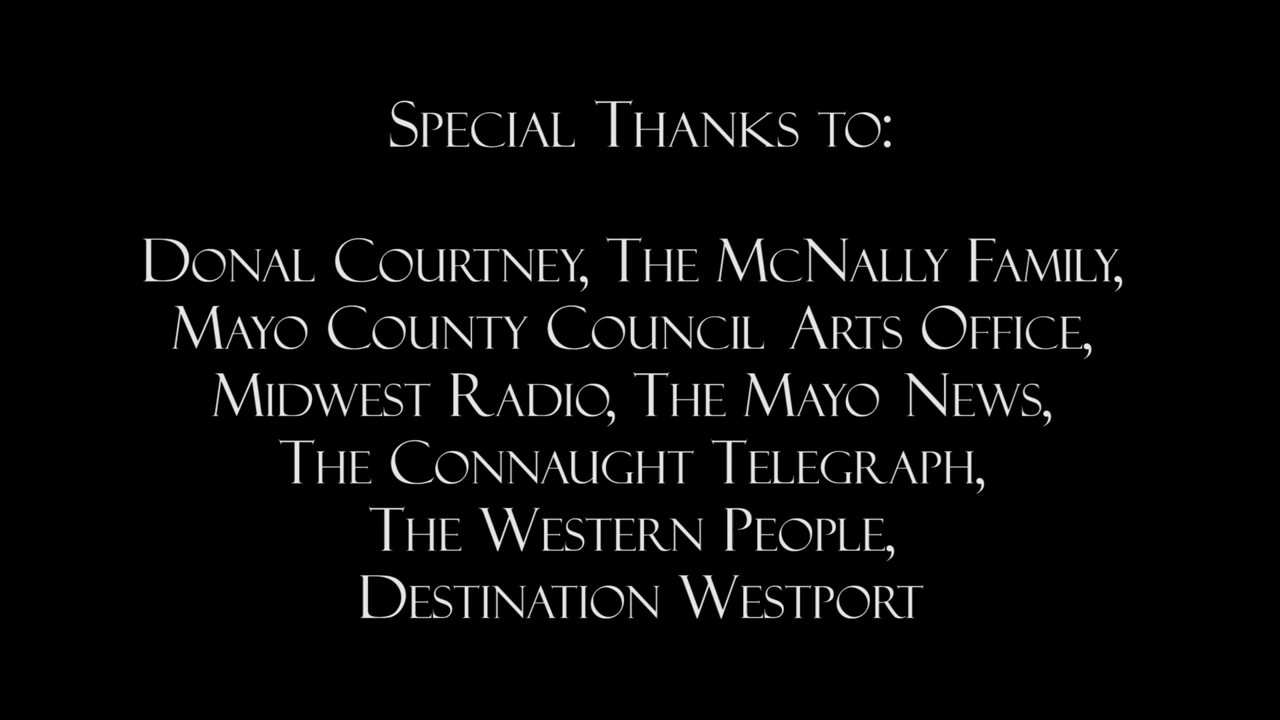 Special Thanks to:
Donal Courtney, The McNally Family,
Mayo County Council Arts Office,
Midwest Radio, The Mayo News,
The Connaught Telegraph,
The Western People,
Destination Westport